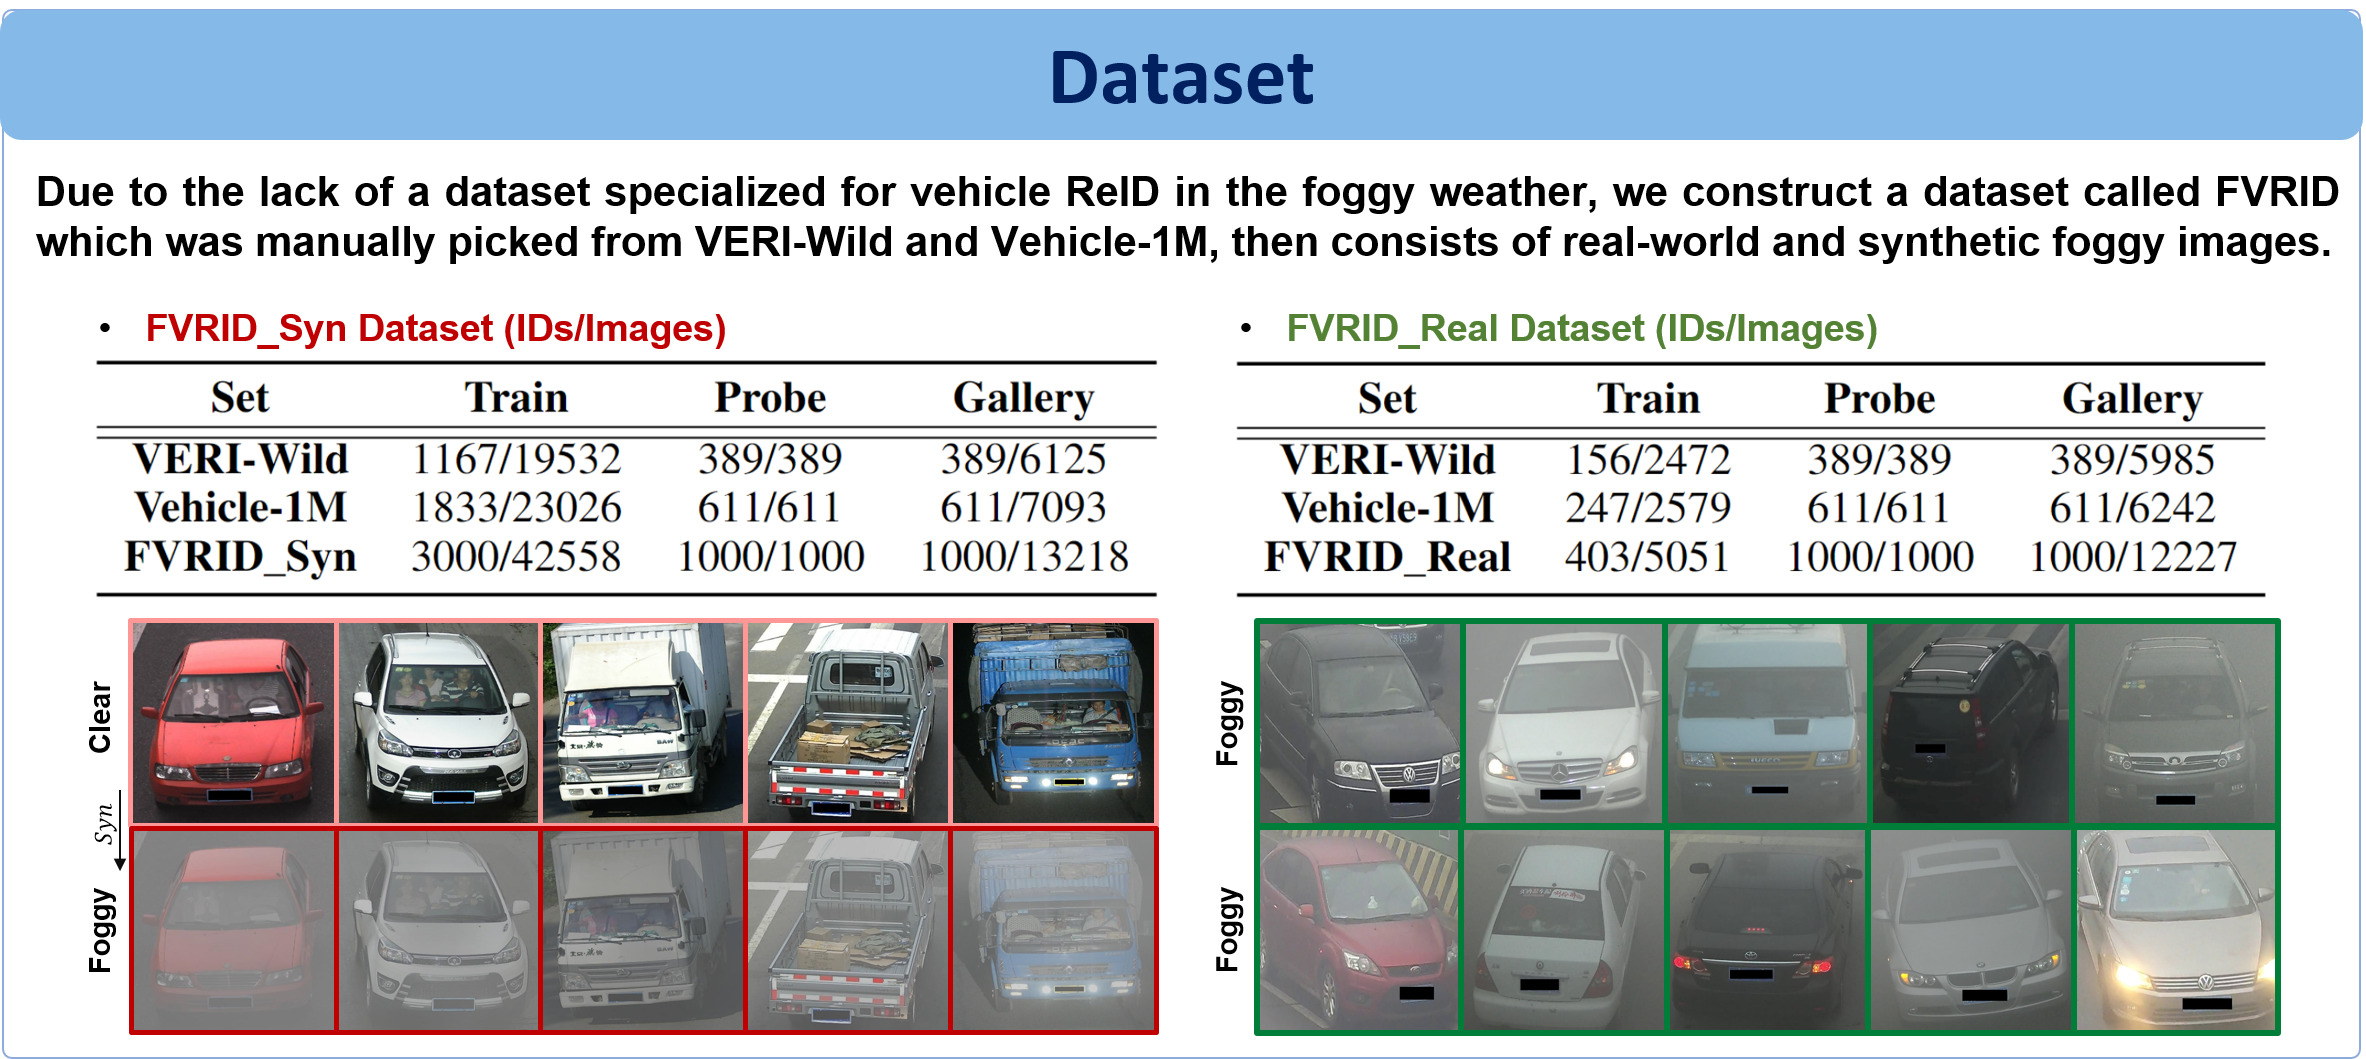 Dataset
Due to the lack of a dataset specialized for vehicle ReID in the foggy weather, we construct a dataset called FVRID
which was manually picked from VERI-Wild and Vehicle-1M, then consists of real-world and synthetic foggy images.
• FVRID_Syn Dataset (IDs/Images)
Set Train Probe Gallery
VERI-Wild 1167/19532 389/389 389/6125
Vehicle-1M 1833/23026 611/611 611/7093
FVRID_Syn 3000/42558 1000/1000 1000/13218
Clear
Syn
Foggy
• FVRID_Real Dataset (IDs/Images)
Set Train Probe Gallery
VERI-Wild 156/2472 389/389 389/5985
Vehicle-1M 247/2579 611/611 611/6242
FVRID_Real 403/5051 1000/1000 1000/12227
Foggy
Foggy